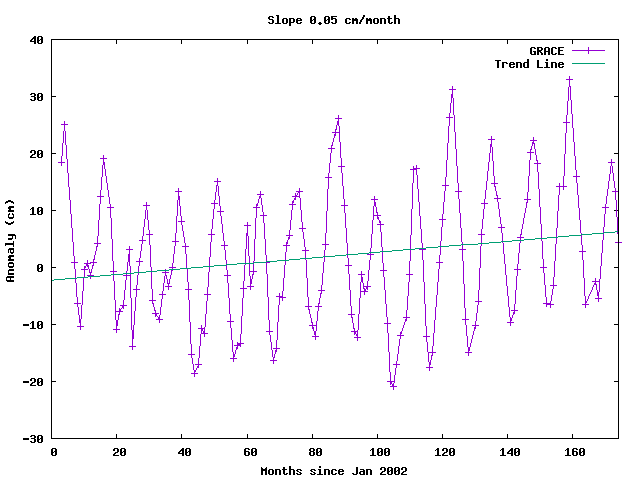 Slope 0.05 cm/month
GRACE
Trend Line
40
30
20
10
0
-10
-20
-30
Anomaly (cm)
0 20 40 60 80 100 120 140 160
Months since Jan 2002